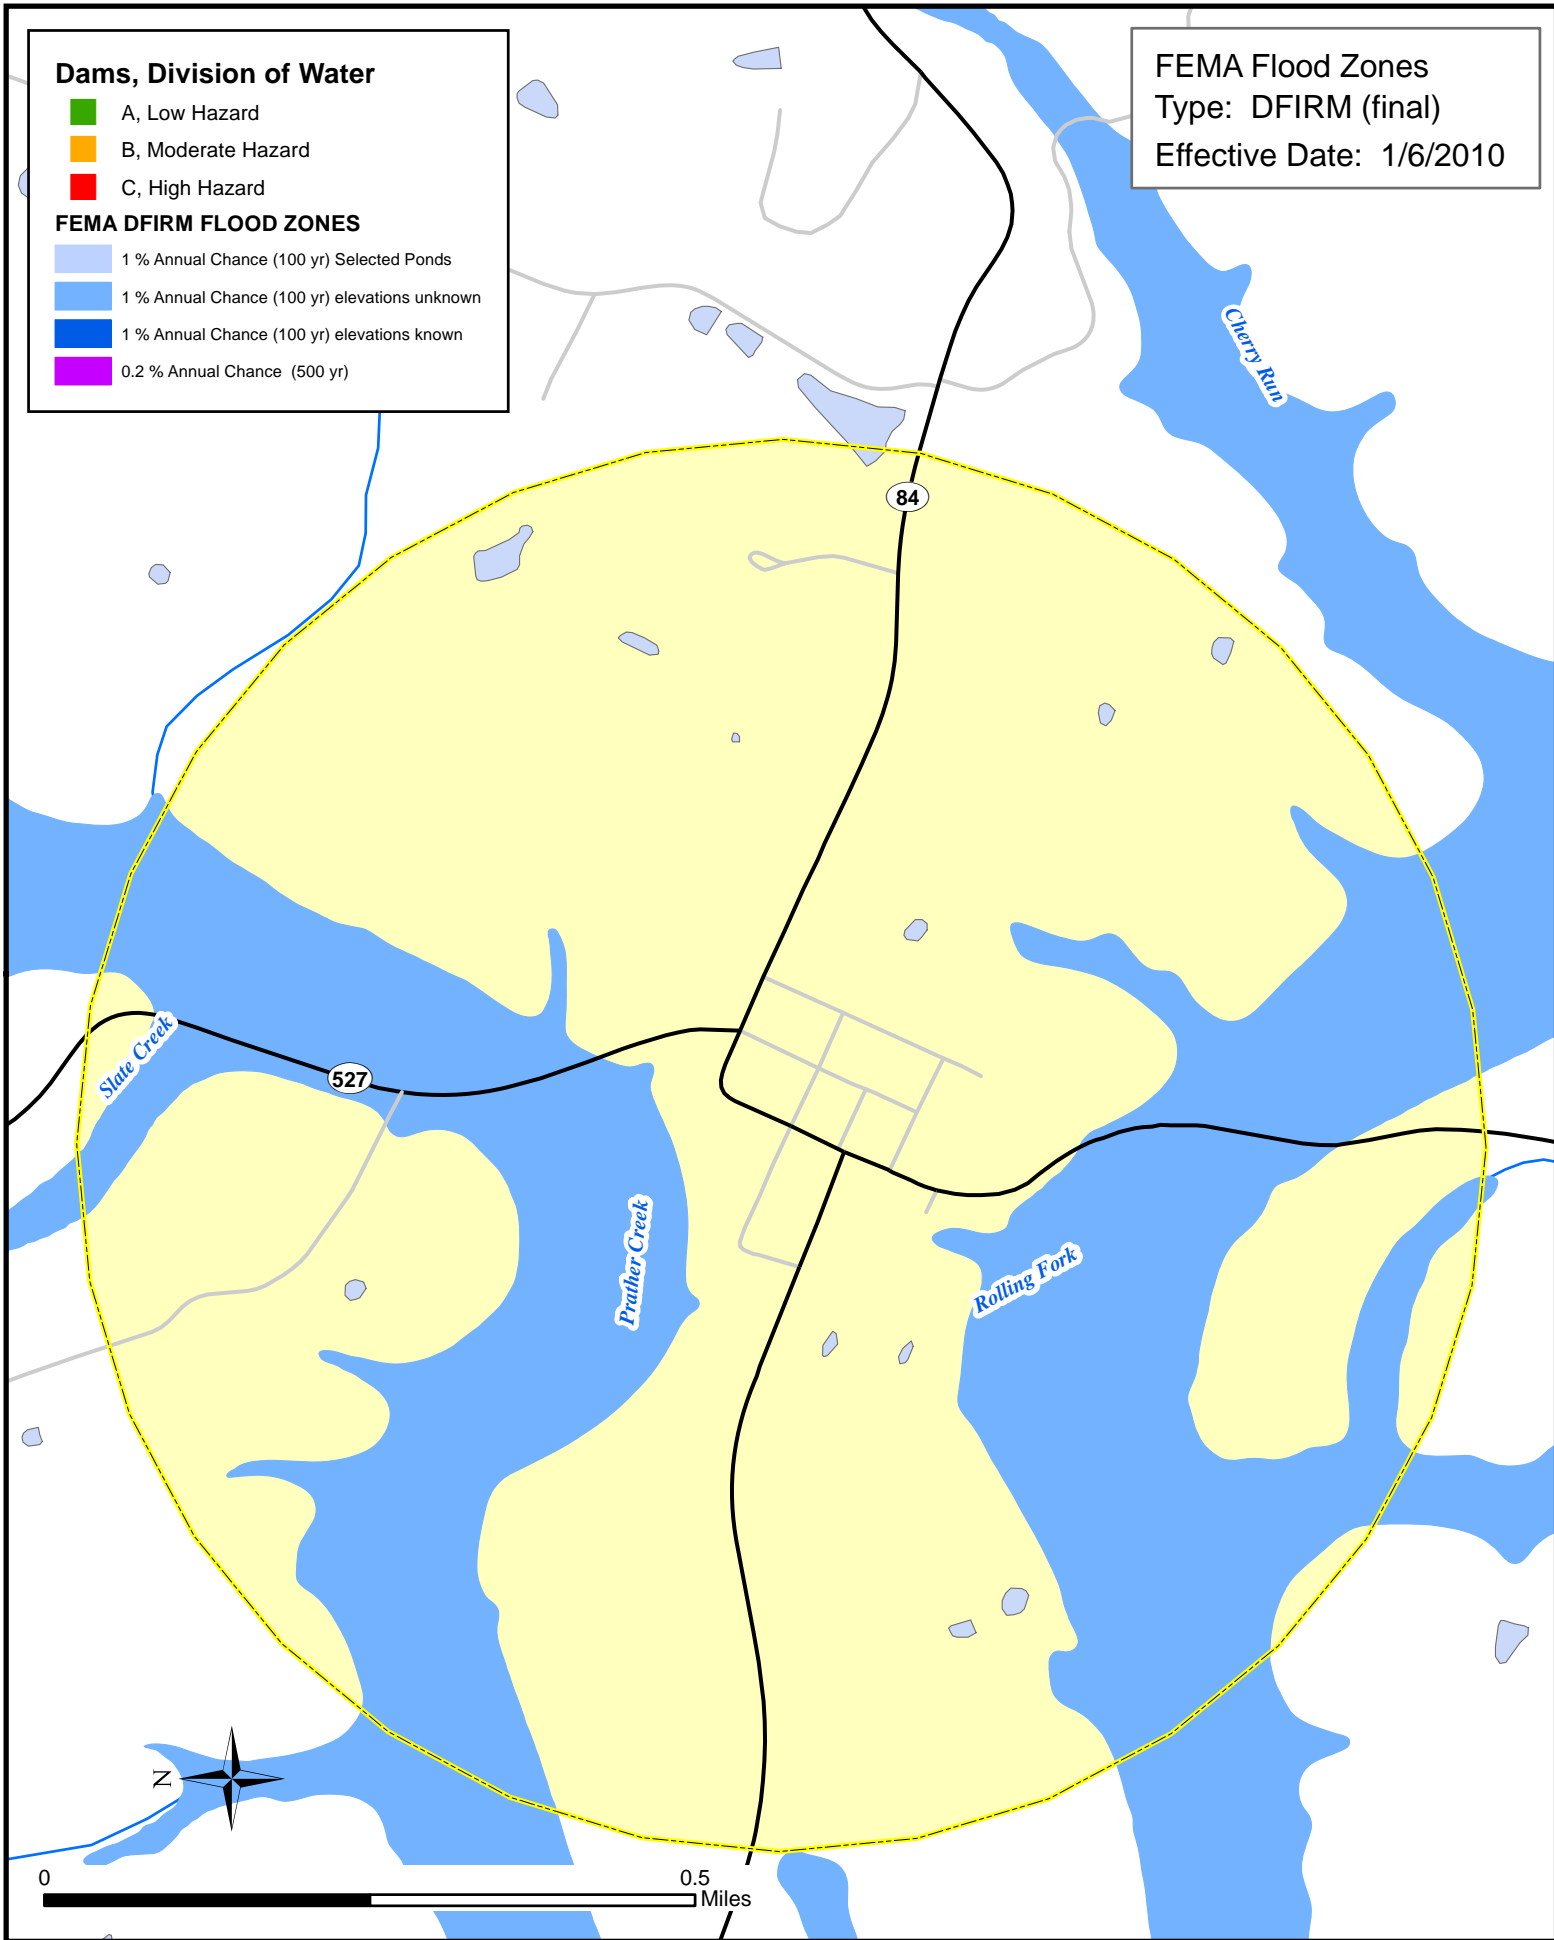 Dams, Division of Water
A, Low Hazard
B, Moderate Hazard
C, High Hazard
FEMA DFIRM FLOOD ZONES
1 % Annual Chance (100 yr) Selected Ponds
1 % Annual Chance (100 yr) elevations unknown
1 % Annual Chance (100 yr) elevations known
0.2 % Annual Chance (500 yr)
FEMA Flood Zones
Type: DFIRM (final)
Effective Date: 1/6/2010
Cherry Run
84
Slate Creek
527
Prather Creek
Rolling Fork
N
0
0.5
Miles